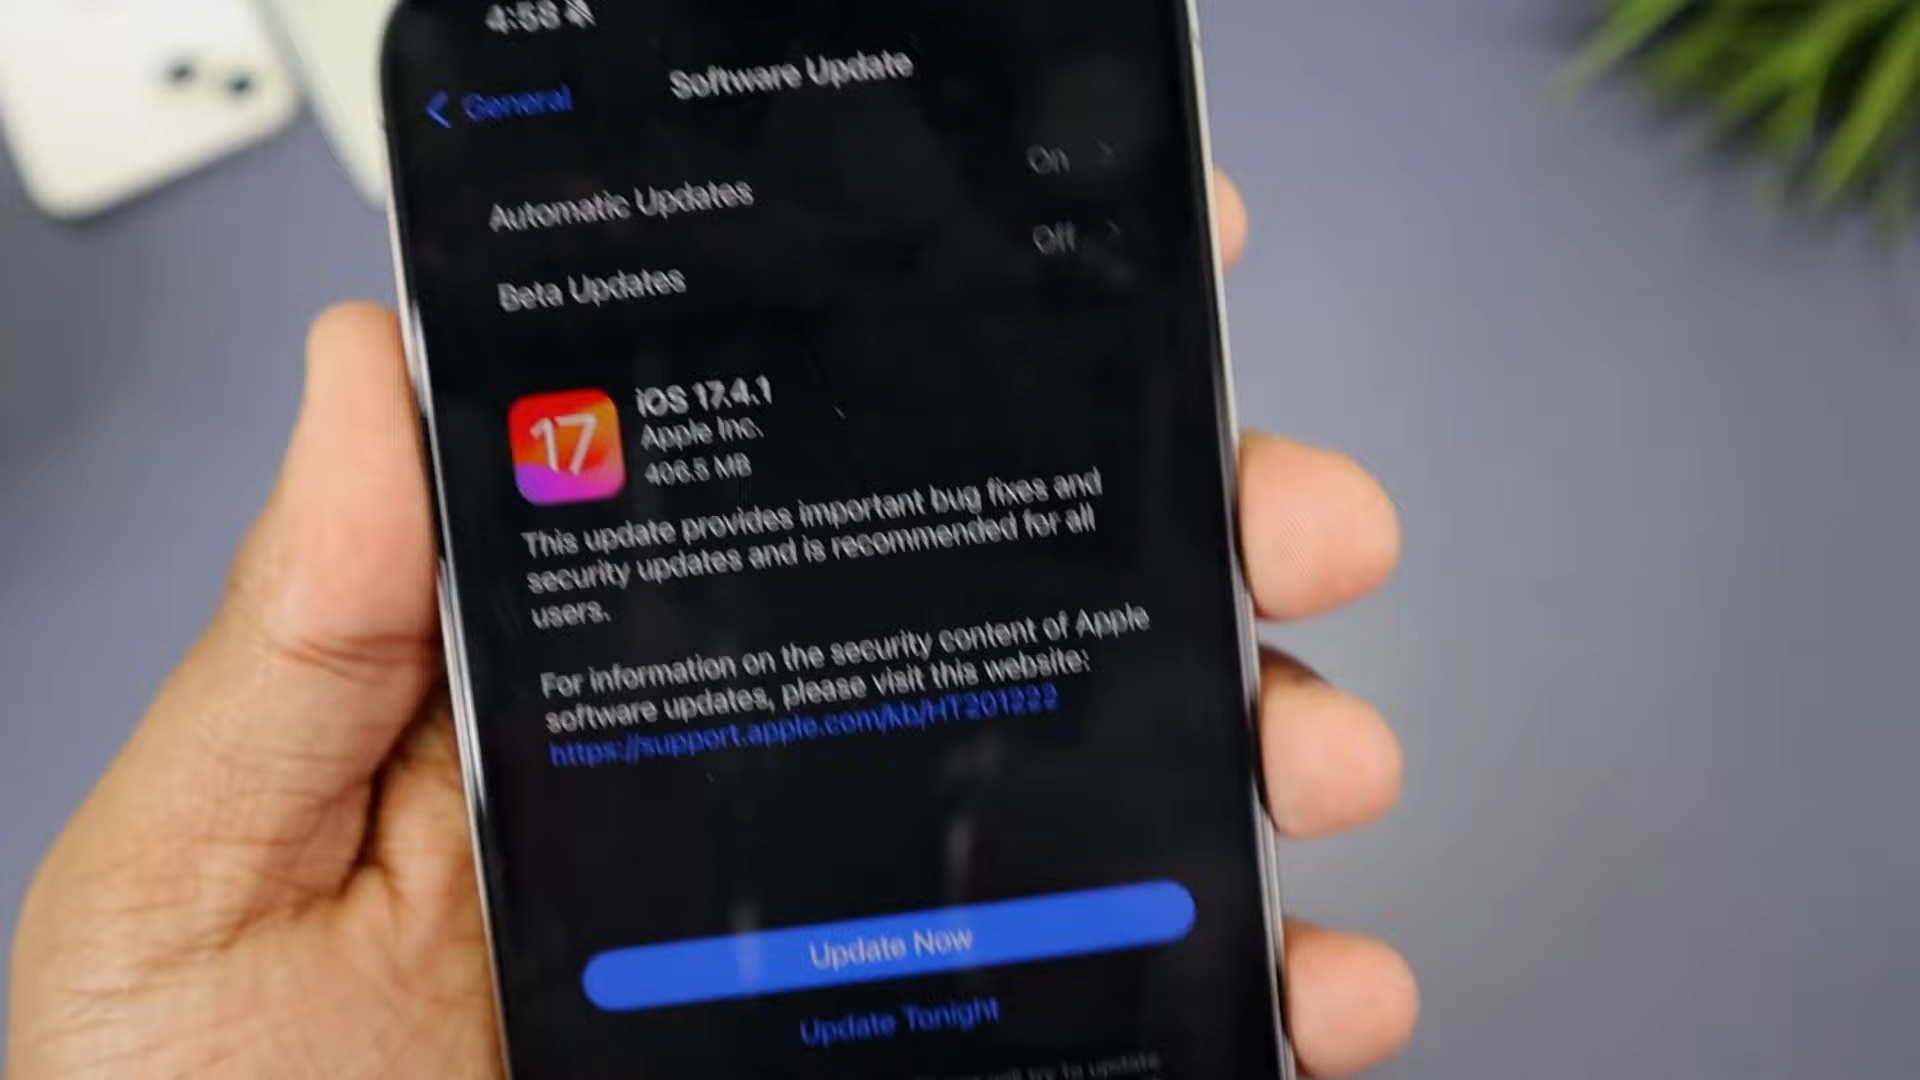 4:58
General
Software Update
Automatic Updates On
Beta Updates Off
17
iOS 17.4.1
Apple Inc.
406.5 MB
This update provides important bug fixes and
security updates and is recommended for all
users.
For information on the security content of Apple
software updates, please visit this website:
https://support.apple.com/kb/HT201222
Update Now
Update Tonight
try to update